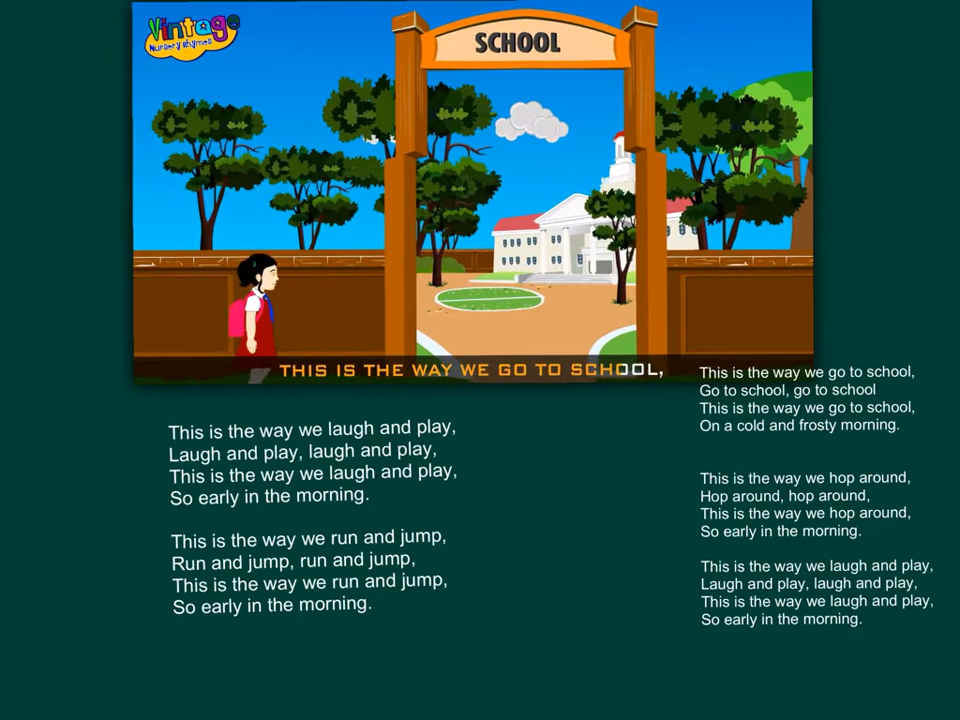 Vintage
Nursery rhymes
SCHOOL
THIS IS THE WAY WE GO TO SCHOOL,
This is the way we laugh and play,
Laugh and play, laugh and play,
This is the way we laugh and play,
So early in the morning.
This is the way we run and jump,
Run and jump, run and jump,
This is the way we run and jump,
So early in the morning.
This is the way we go to school,
Go to school, go to school
This is the way we go to school,
On a cold and frosty morning.
This is the way we hop around,
Hop around, hop around,
This is the way we hop around,
So early in the morning.
This is the way we laugh and play,
Laugh and play, laugh and play,
This is the way we laugh and play,
So early in the morning.